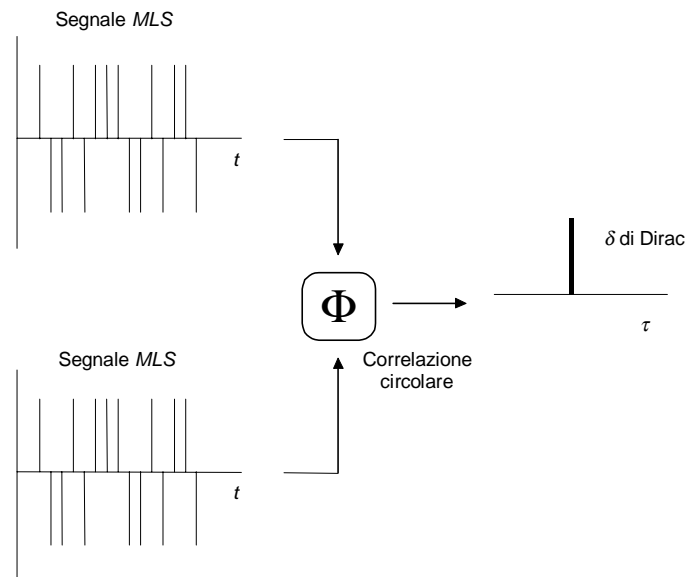 Segnale MLS
t
δ di Dirac
τ
Φ
Correlazione
circolare
Segnale MLS
t